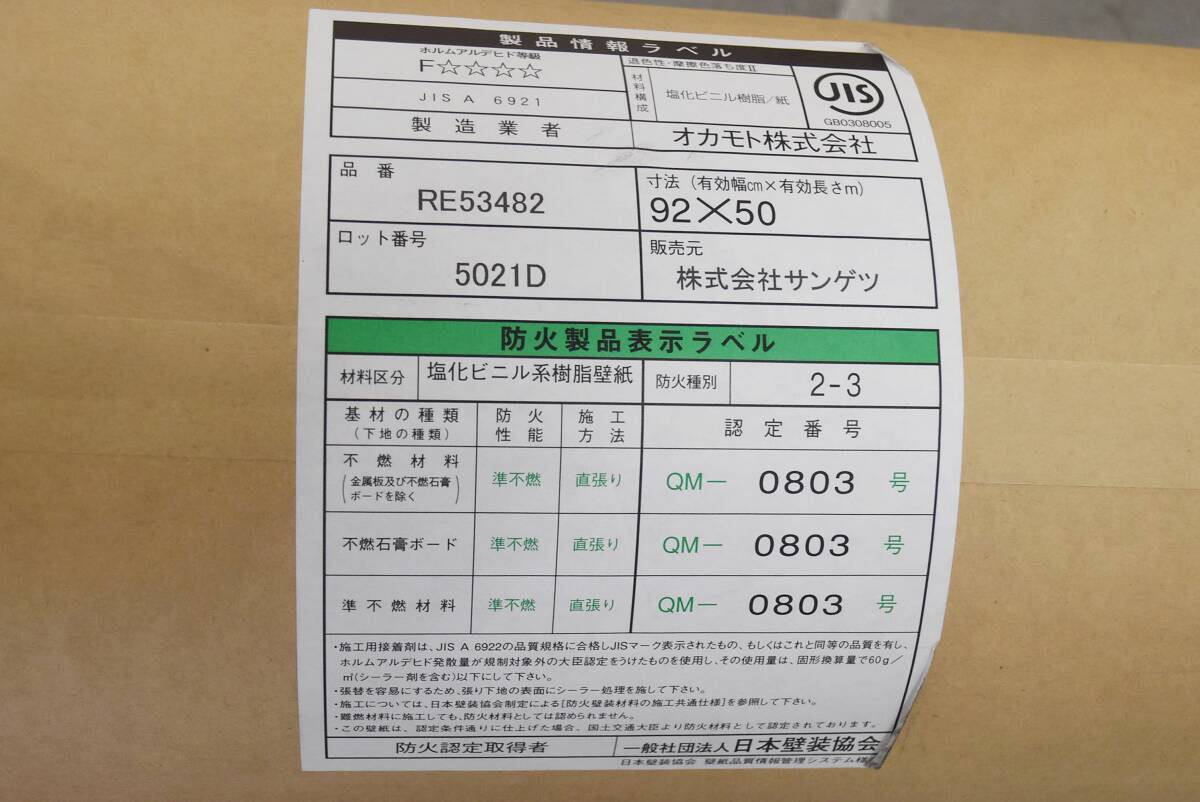 製品情報ラベル
ホルムアルデヒド等級
F☆☆☆☆
JIS A 6921
退色性・摩擦色落ち度Ⅱ
材料構成
塩化ビニル樹脂/紙
JIS
GB0308005
製造業者
オカモト株式会社
品番
RE53482
寸法（有効幅㎝×有効長さm）
92×50
ロット番号
5021D
販売元
株式会社サンゲツ
防火製品表示ラベル
材料区分 塩化ビニル系樹脂壁紙 防火種別 2-3
基材の種類
（下地の種類）
防火性能
施工方法
認定番号
不燃材料
（金属板及び不燃石膏
ボードを除く）
準不燃 直張り QM－ 0803 号
不燃石膏ボード 準不燃 直張り QM－ 0803 号
準不燃材料 準不燃 直張り QM－ 0803 号
・施工用接着剤は、JIS A 6922の品質規格に合格しJISマーク表示されたもの、もしくはこれと同等の品質を有し、
ホルムアルデヒド発散量が規制対象外の大臣認定をうけたものを使用し、その使用量は、固形換算量で60g／
㎡(シーラー剤を含む)以下にして下さい。
・張替を容易にするため、張り下地の表面にシーラー処理を施して下さい。
・施工については、日本壁装協会制定による[防火壁装材料の施工共通仕様]を参照して下さい。
・難燃材料に施工しても、防火材料としては認められません。
・この壁紙は、認定条件通りに仕上げた場合、国土交通大臣より防火材料として認定されております。
防火認定取得者
一般社団法人日本壁装協会
日本壁装協会 壁紙品質情報管理システム様